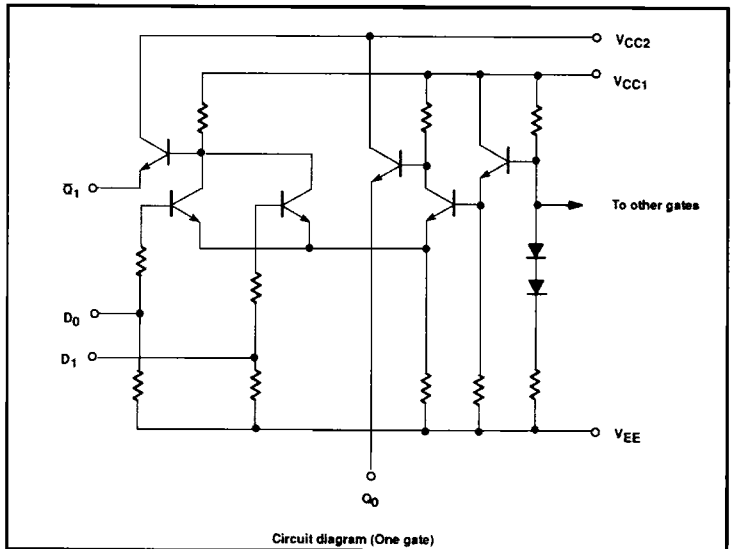 VCC2
VCC1
Q̅1
To other gates
D0
D1
VEE
Q0
Circuit diagram (One gate)